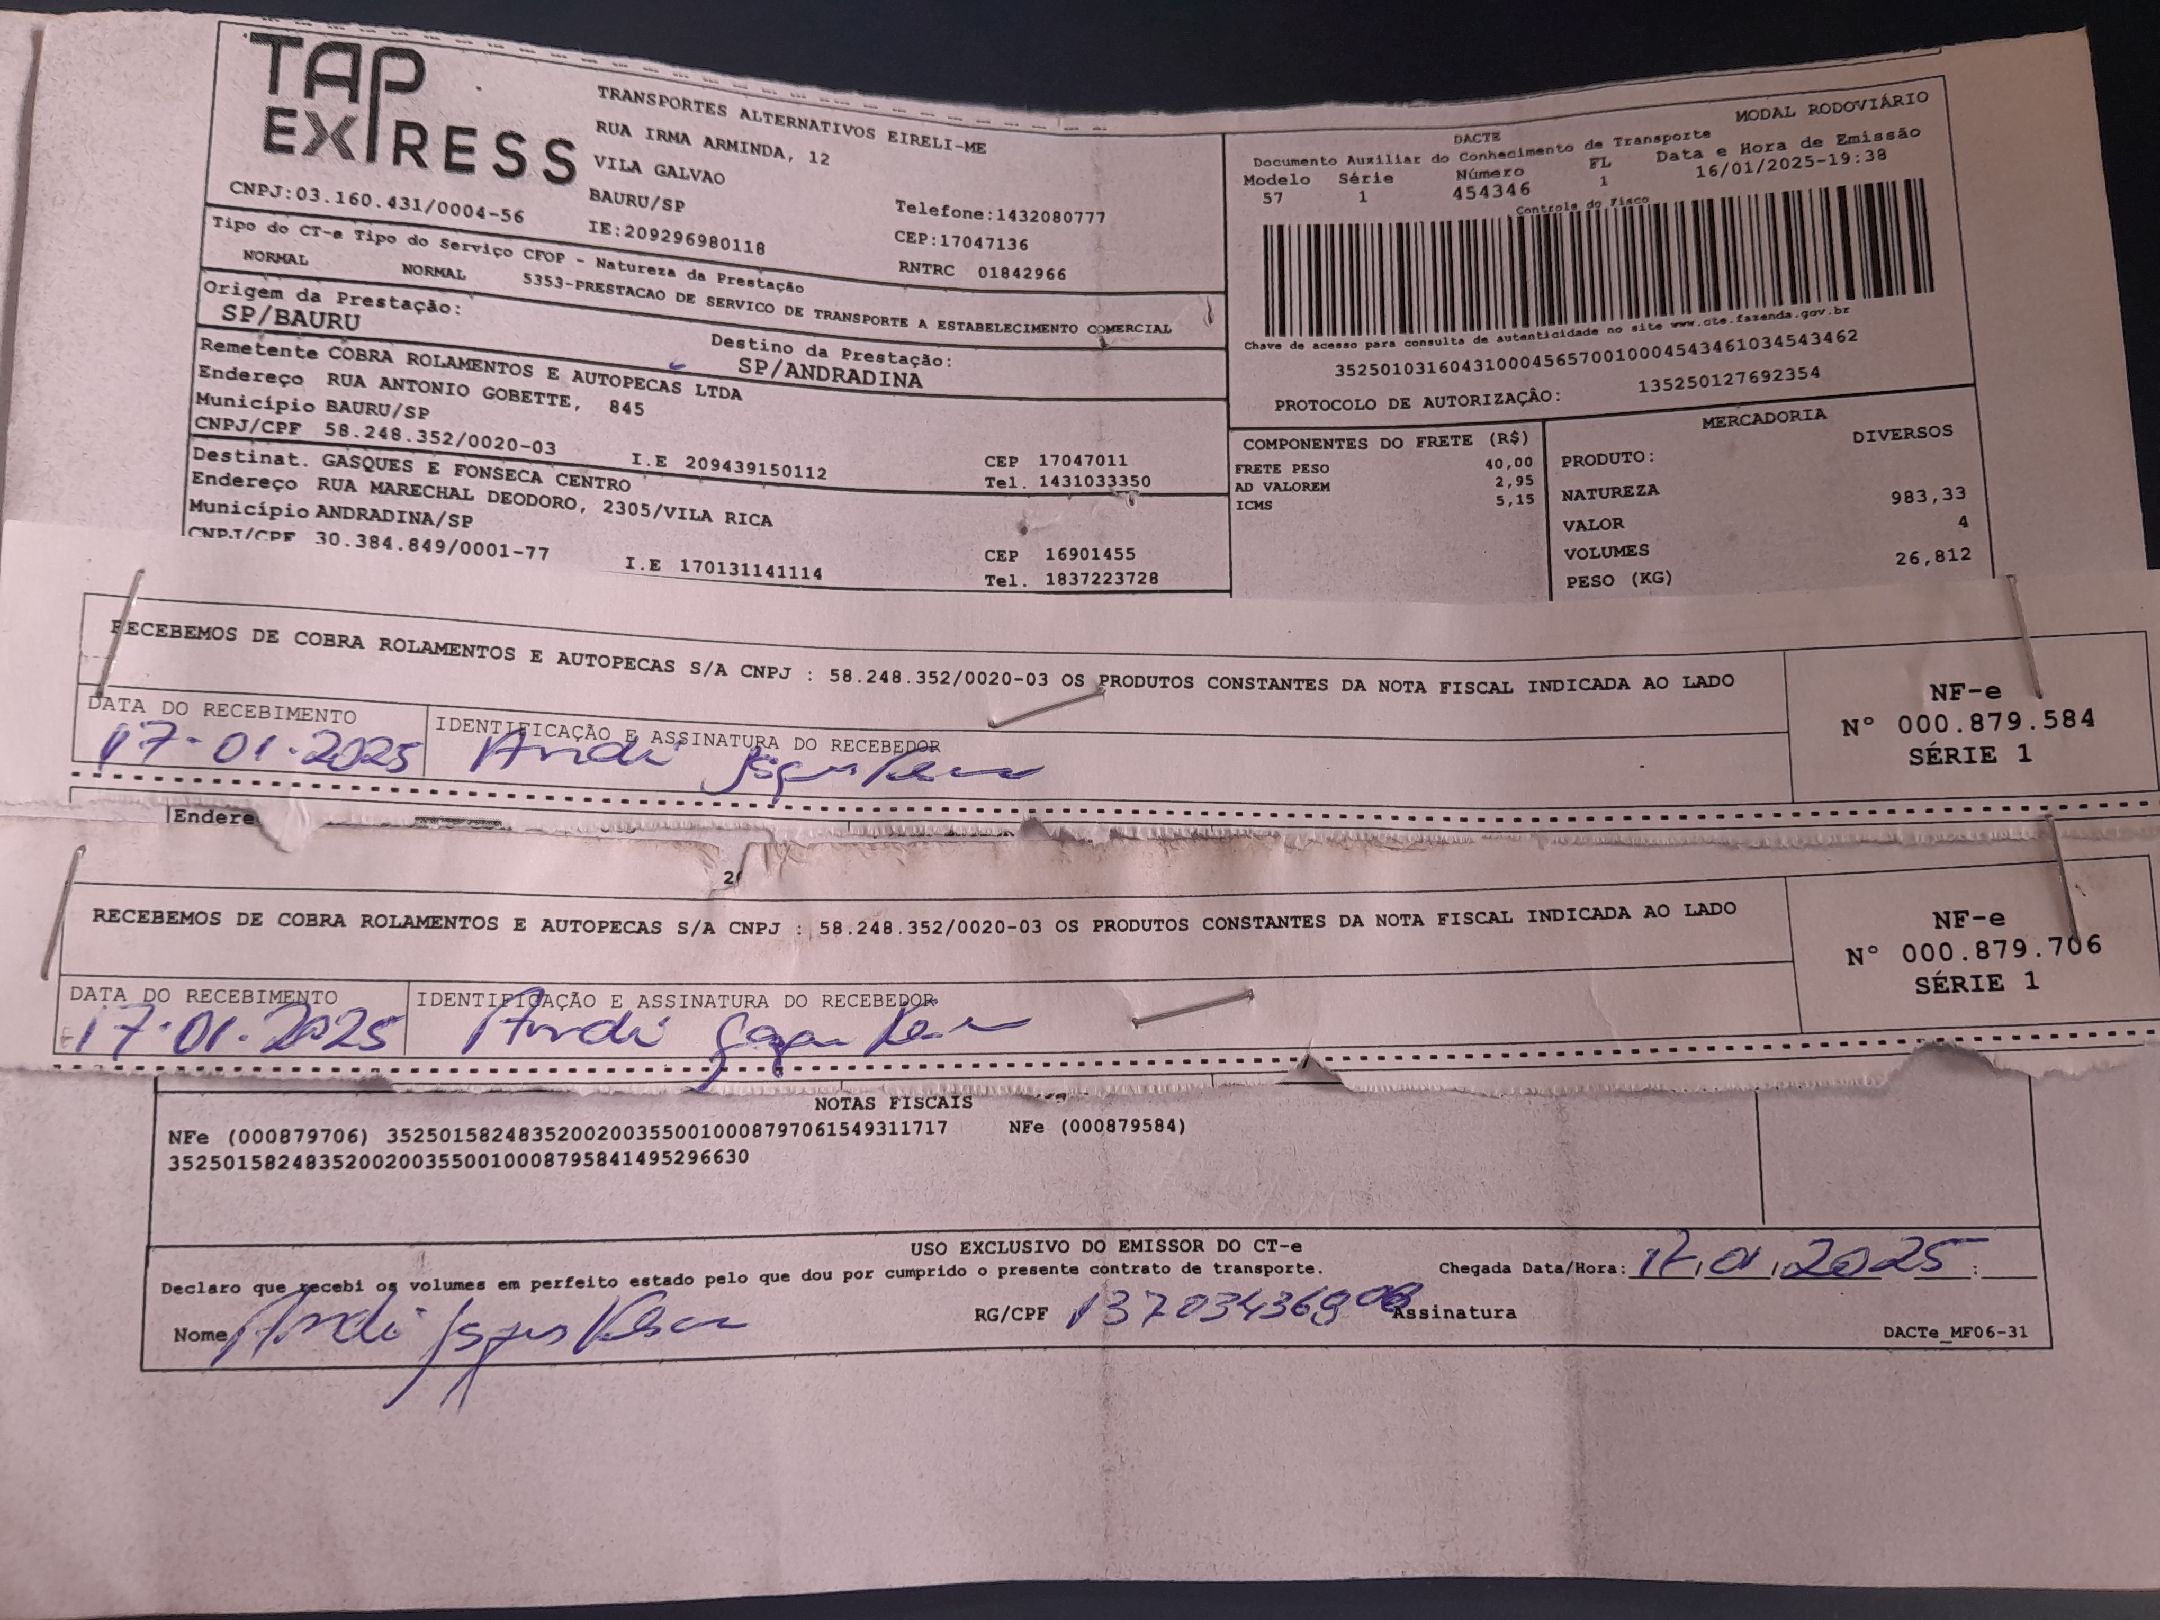 TAP EXPRESS
TRANSPORTES ALTERNATIVOS EIRELI-ME
RUA IRMA ARMINDA, 12
VILA GALVAO
BAURU/SP
Telefone:1432080777
CNPJ:03.160.431/0004-56
IE:209296980118
CEP:17047136
RNTRC 01842966
Tipo do CT-e Tipo do Serviço CFOP - Natureza da Prestação
NORMAL NORMAL 5353-PRESTACAO DE SERVICO DE TRANSPORTE A ESTABELECIMENTO COMERCIAL
Origem da Prestação:
SP/BAURU
Destino da Prestação:
SP/ANDRADINA
Remetente COBRA ROLAMENTOS E AUTOPECAS LTDA
Endereço RUA ANTONIO GOBETTE, 845
Município BAURU/SP
CEP 17047011
CNPJ/CPF 58.248.352/0020-03 I.E 209439150112 Tel. 1431033350
Destinat. GASQUES E FONSECA CENTRO
Endereço RUA MARECHAL DEODORO, 2305/VILA RICA
Município ANDRADINA/SP
CEP 16901455
CNPJ/CPF 30.384.849/0001-77 I.E 170131141114 Tel. 1837223728
MODAL RODOVIÁRIO
DACTE
Documento Auxiliar do Conhecimento de Transporte
Modelo Série Número FL Data e Hora de Emissão
57 1 454346 1 16/01/2025-19:38
Controle do Fisco
Chave de acesso para consulta de autenticidade no site www.cte.fazenda.gov.br
35250103160431000456570010004543461034543462
PROTOCOLO DE AUTORIZAÇÂO: 135250127692354
COMPONENTES DO FRETE (R$)
FRETE PESO 40,00
AD VALOREM 2,95
ICMS 5,15
MERCADORIA
PRODUTO: DIVERSOS
NATUREZA
VALOR 983,33
VOLUMES 4
PESO (KG) 26,812
RECEBEMOS DE COBRA ROLAMENTOS E AUTOPECAS S/A CNPJ : 58.248.352/0020-03 OS PRODUTOS CONSTANTES DA NOTA FISCAL INDICADA AO LADO
NF-e
Nº 000.879.584
SÉRIE 1
DATA DO RECEBIMENTO
17-01-2025
IDENTIFICAÇÃO E ASSINATURA DO RECEBEDOR
André
Endere
RECEBEMOS DE COBRA ROLAMENTOS E AUTOPECAS S/A CNPJ : 58.248.352/0020-03 OS PRODUTOS CONSTANTES DA NOTA FISCAL INDICADA AO LADO
NF-e
Nº 000.879.706
SÉRIE 1
DATA DO RECEBIMENTO
17-01-2025
IDENTIFICAÇÃO E ASSINATURA DO RECEBEDOR
André
NOTAS FISCAIS
NFe (000879706) 35250158248352002003550010008797061549311717 NFe (000879584)
35250158248352002003550010008795841495296630
USO EXCLUSIVO DO EMISSOR DO CT-e
Declaro que recebi os volumes em perfeito estado pelo que dou por cumprido o presente contrato de transporte. Chegada Data/Hora: 17,01,2025 :
Nome André RG/CPF Assinatura
DACTe_MF06-31